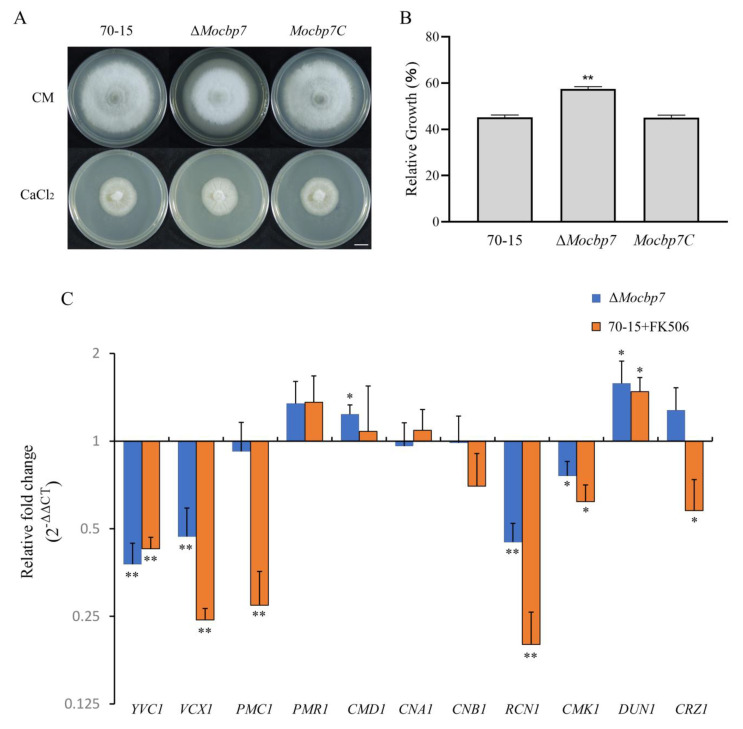 A
70-15 ΔMocbp7 Mocbp7C
CM
CaCl2
B
Relative Growth (%)
80
60
40
20
0
**
70-15 ΔMocbp7 Mocbp7C
C
ΔMocbp7
70-15+FK506
Relative fold change
(2-ΔΔCT)
2
1
0.5
0.25
0.125
** ** ** ** ** * ** ** * * * * *
YVC1 VCX1 PMC1 PMR1 CMD1 CNA1 CNB1 RCN1 CMK1 DUN1 CRZ1